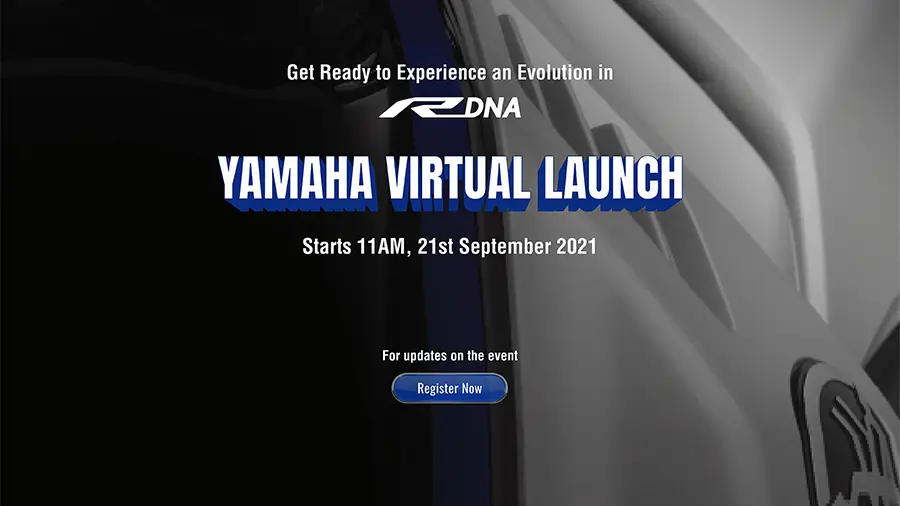 Get Ready to Experience an Evolution in
R DNA
YAMAHA VIRTUAL LAUNCH
Starts 11AM, 21st September 2021
For updates on the event
Register Now